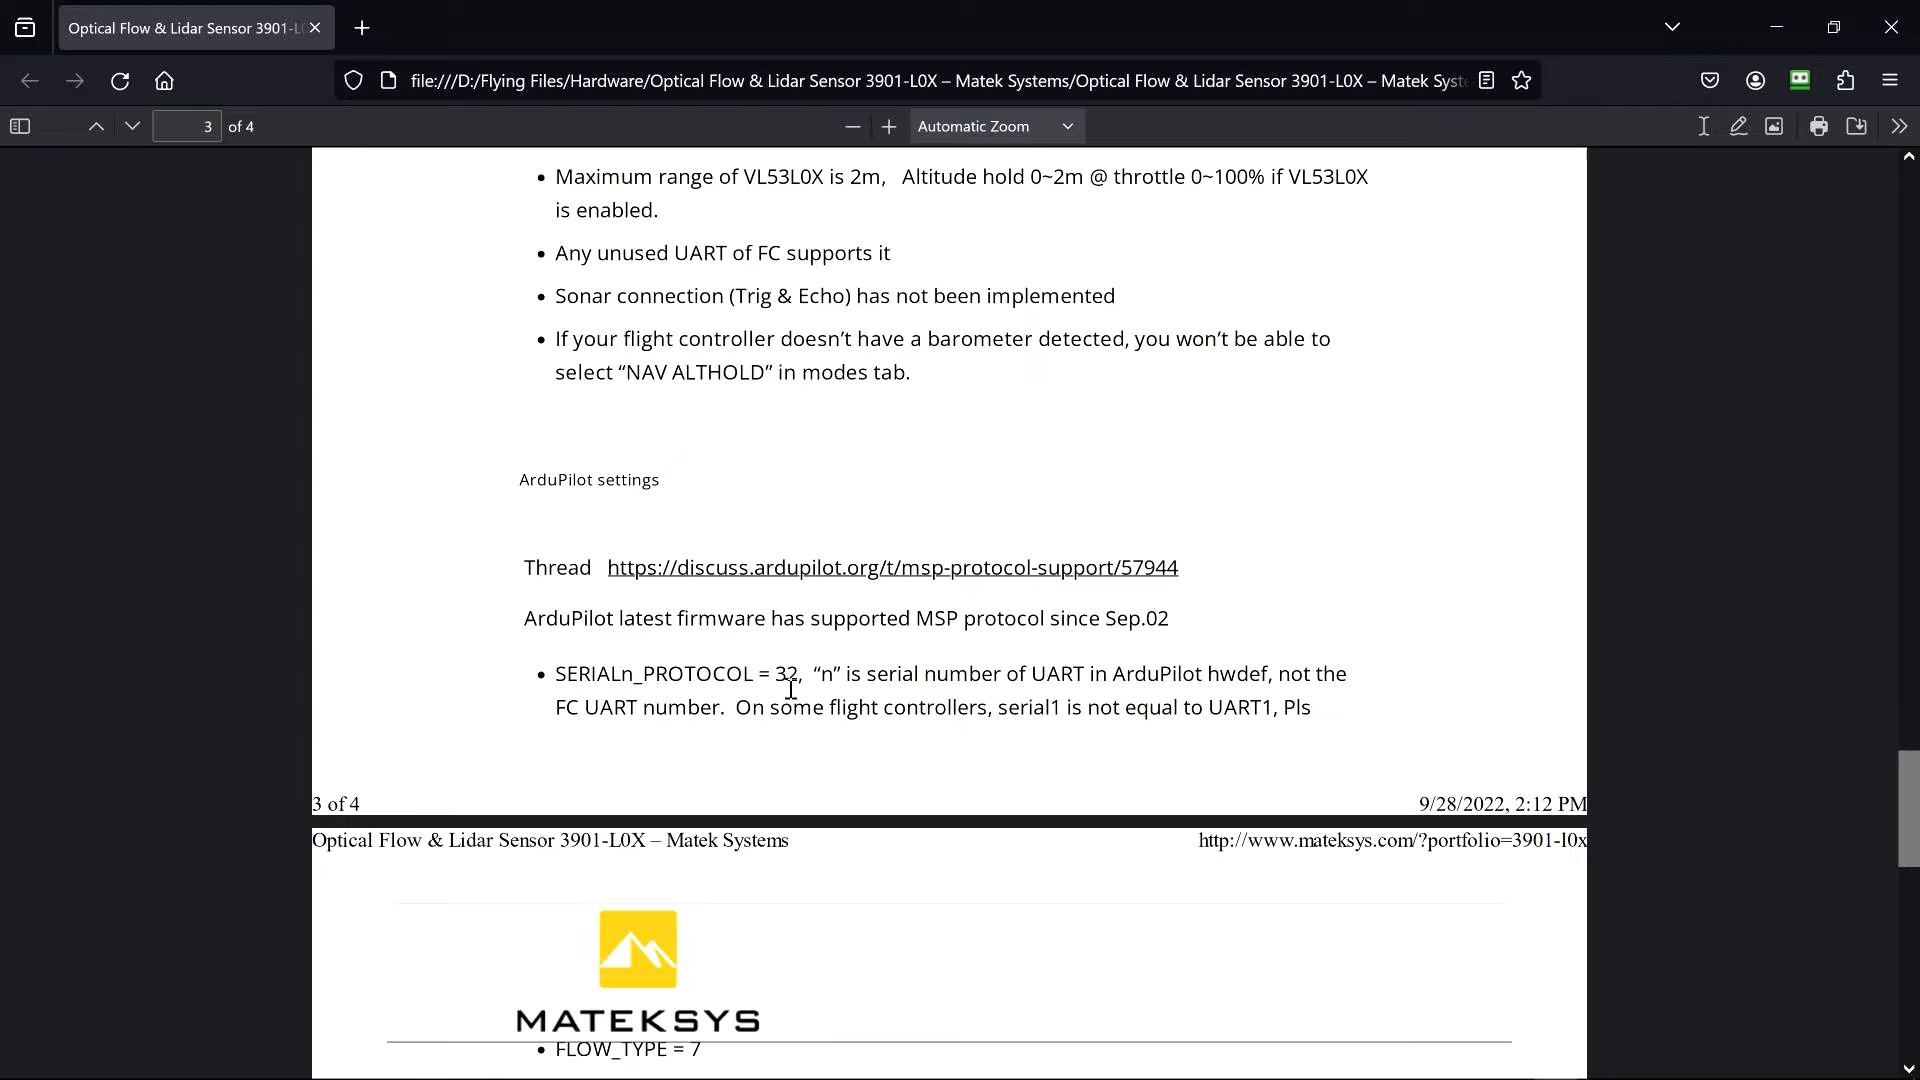 Optical Flow & Lidar Sensor 3901-L
file:///D:/Flying Files/Hardware/Optical Flow & Lidar Sensor 3901-L0X – Matek Systems/Optical Flow & Lidar Sensor 3901-L0X – Matek Syst
3 of 4
Automatic Zoom
• Maximum range of VL53L0X is 2m, Altitude hold 0~2m @ throttle 0~100% if VL53L0X
is enabled.
• Any unused UART of FC supports it
• Sonar connection (Trig & Echo) has not been implemented
• If your flight controller doesn’t have a barometer detected, you won’t be able to
select “NAV ALTHOLD” in modes tab.
ArduPilot settings
Thread https://discuss.ardupilot.org/t/msp-protocol-support/57944
ArduPilot latest firmware has supported MSP protocol since Sep.02
• SERIALn_PROTOCOL = 32, “n” is serial number of UART in ArduPilot hwdef, not the
FC UART number. On some flight controllers, serial1 is not equal to UART1, Pls
3 of 4 9/28/2022, 2:12 PM
Optical Flow & Lidar Sensor 3901-L0X – Matek Systems http://www.mateksys.com/?portfolio=3901-l0x
MATEKSYS
• FLOW_TYPE = 7